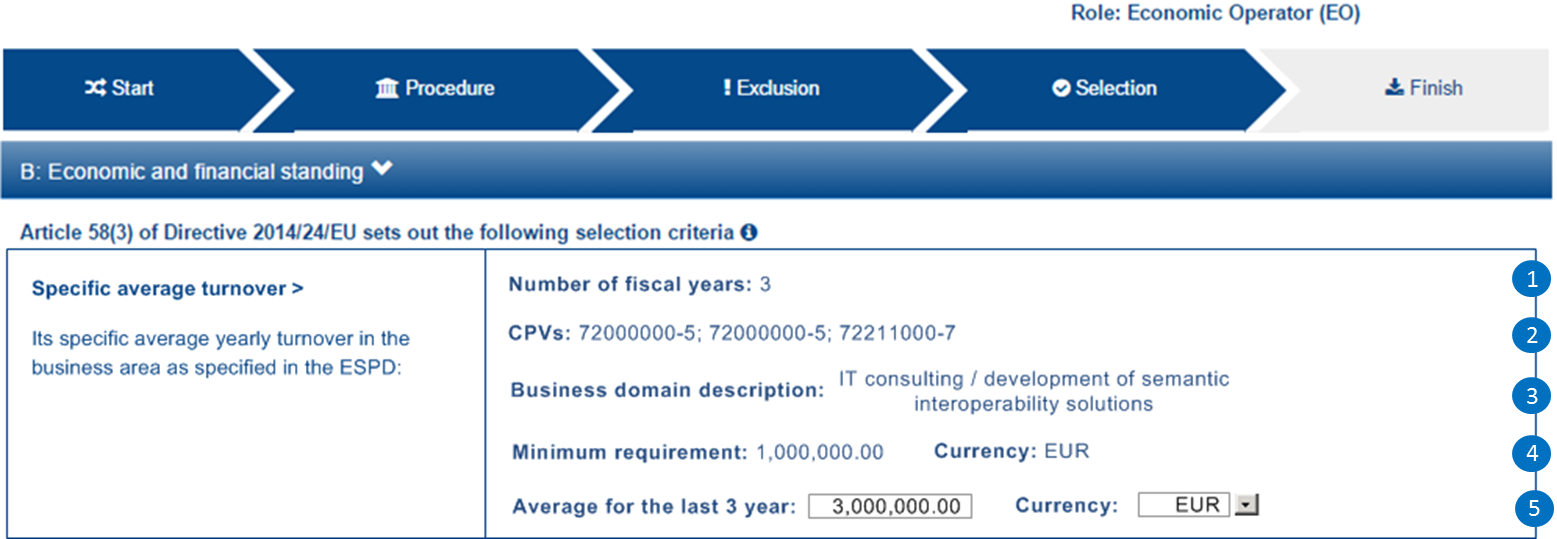 Role: Economic Operator (EO)
Start Procedure Exclusion Selection Finish
B: Economic and financial standing
Article 58(3) of Directive 2014/24/EU sets out the following selection criteria
Specific average turnover >
Its specific average yearly turnover in the
business area as specified in the ESPD:
Number of fiscal years: 3 1
CPVs: 72000000-5; 72000000-5; 72211000-7 2
Business domain description: IT consulting / development of semantic
interoperability solutions 3
Minimum requirement: 1,000,000.00 Currency: EUR 4
Average for the last 3 year: 3,000,000.00 Currency: EUR 5